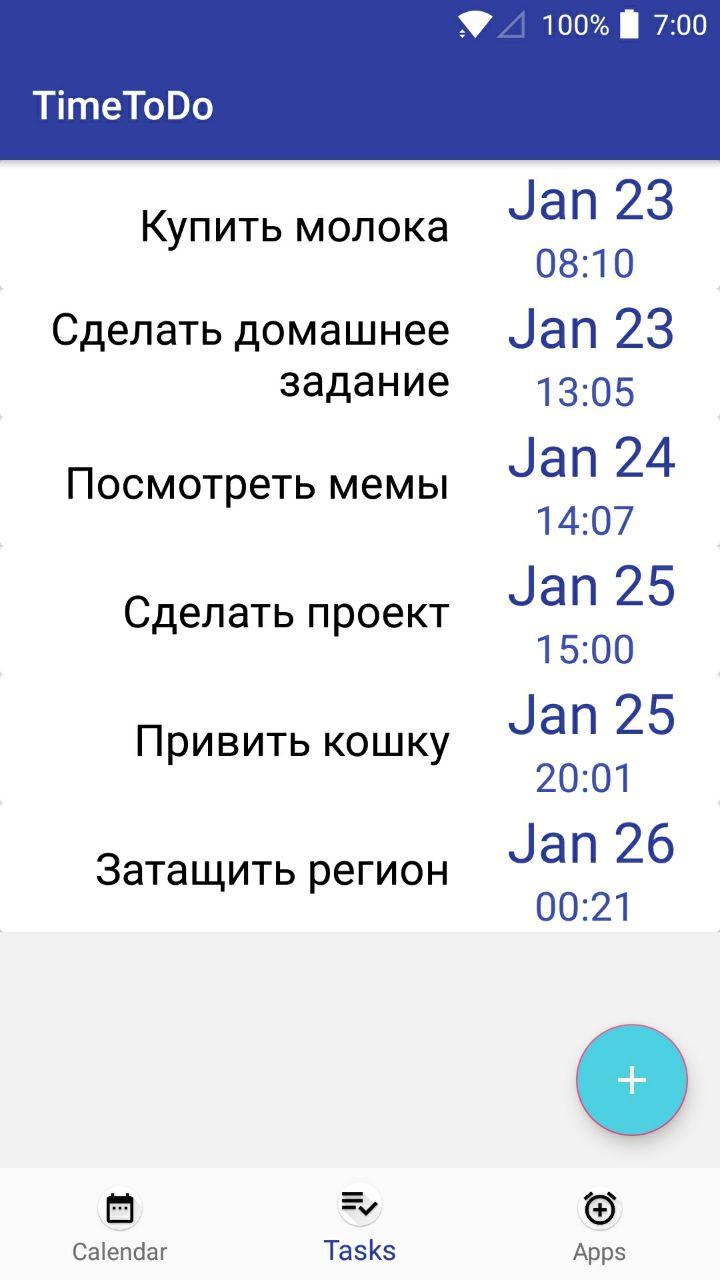 100% 7:00
TimeToDo
Купить молока
Jan 23
08:10
Сделать домашнее
задание
Jan 23
13:05
Посмотреть мемы
Jan 24
14:07
Сделать проект
Jan 25
15:00
Привить кошку
Jan 25
20:01
Затащить регион
Jan 26
00:21
+
Calendar
Tasks
Apps